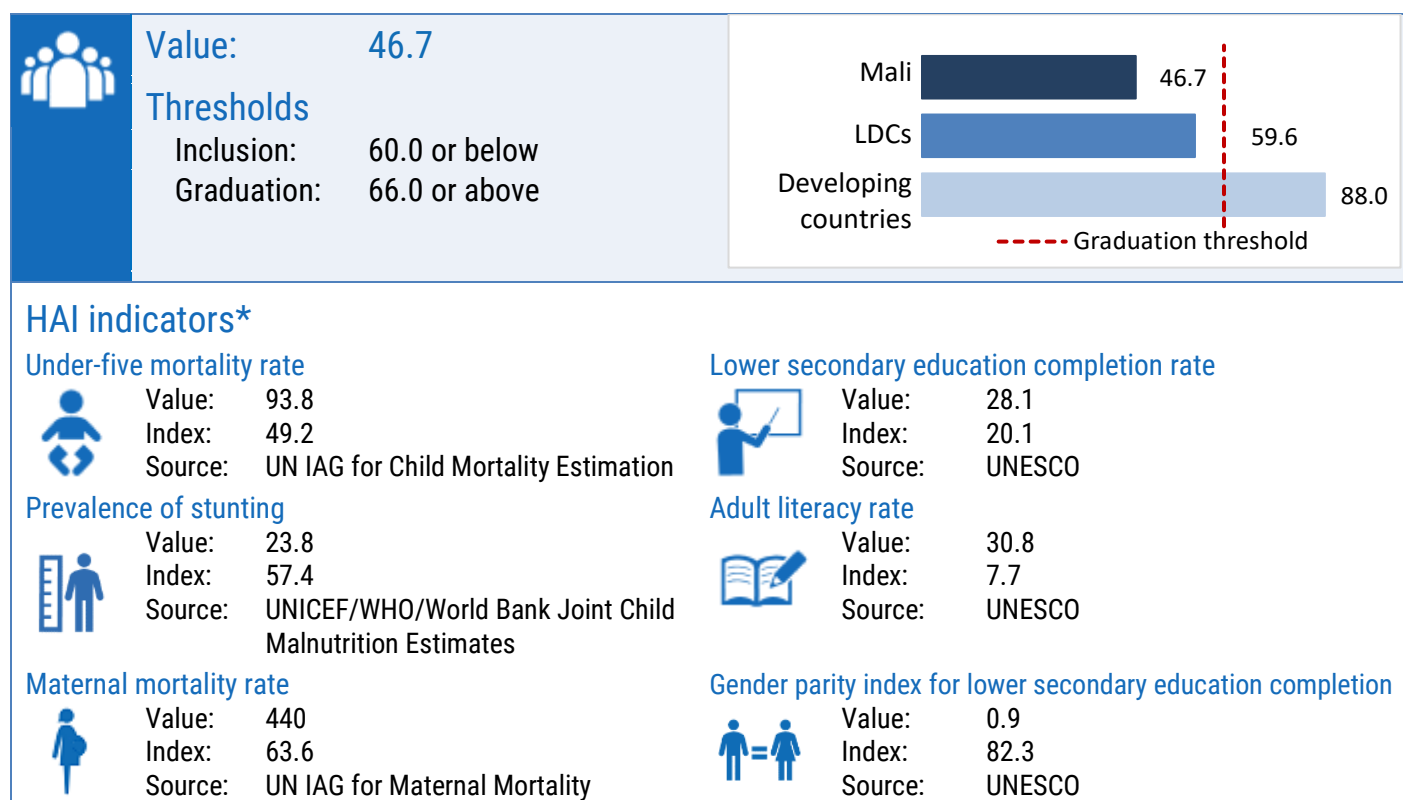 Value: 46.7
Thresholds
Inclusion: 60.0 or below
Graduation: 66.0 or above
Mali 46.7
LDCs 59.6
Developing
countries 88.0
Graduation threshold
HAI indicators*
Under-five mortality rate
Value: 93.8
Index: 49.2
Source: UN IAG for Child Mortality Estimation
Prevalence of stunting
Value: 23.8
Index: 57.4
Source: UNICEF/WHO/World Bank Joint Child
Malnutrition Estimates
Maternal mortality rate
Value: 440
Index: 63.6
Source: UN IAG for Maternal Mortality
Lower secondary education completion rate
Value: 28.1
Index: 20.1
Source: UNESCO
Adult literacy rate
Value: 30.8
Index: 7.7
Source: UNESCO
Gender parity index for lower secondary education completion
Value: 0.9
Index: 82.3
Source: UNESCO